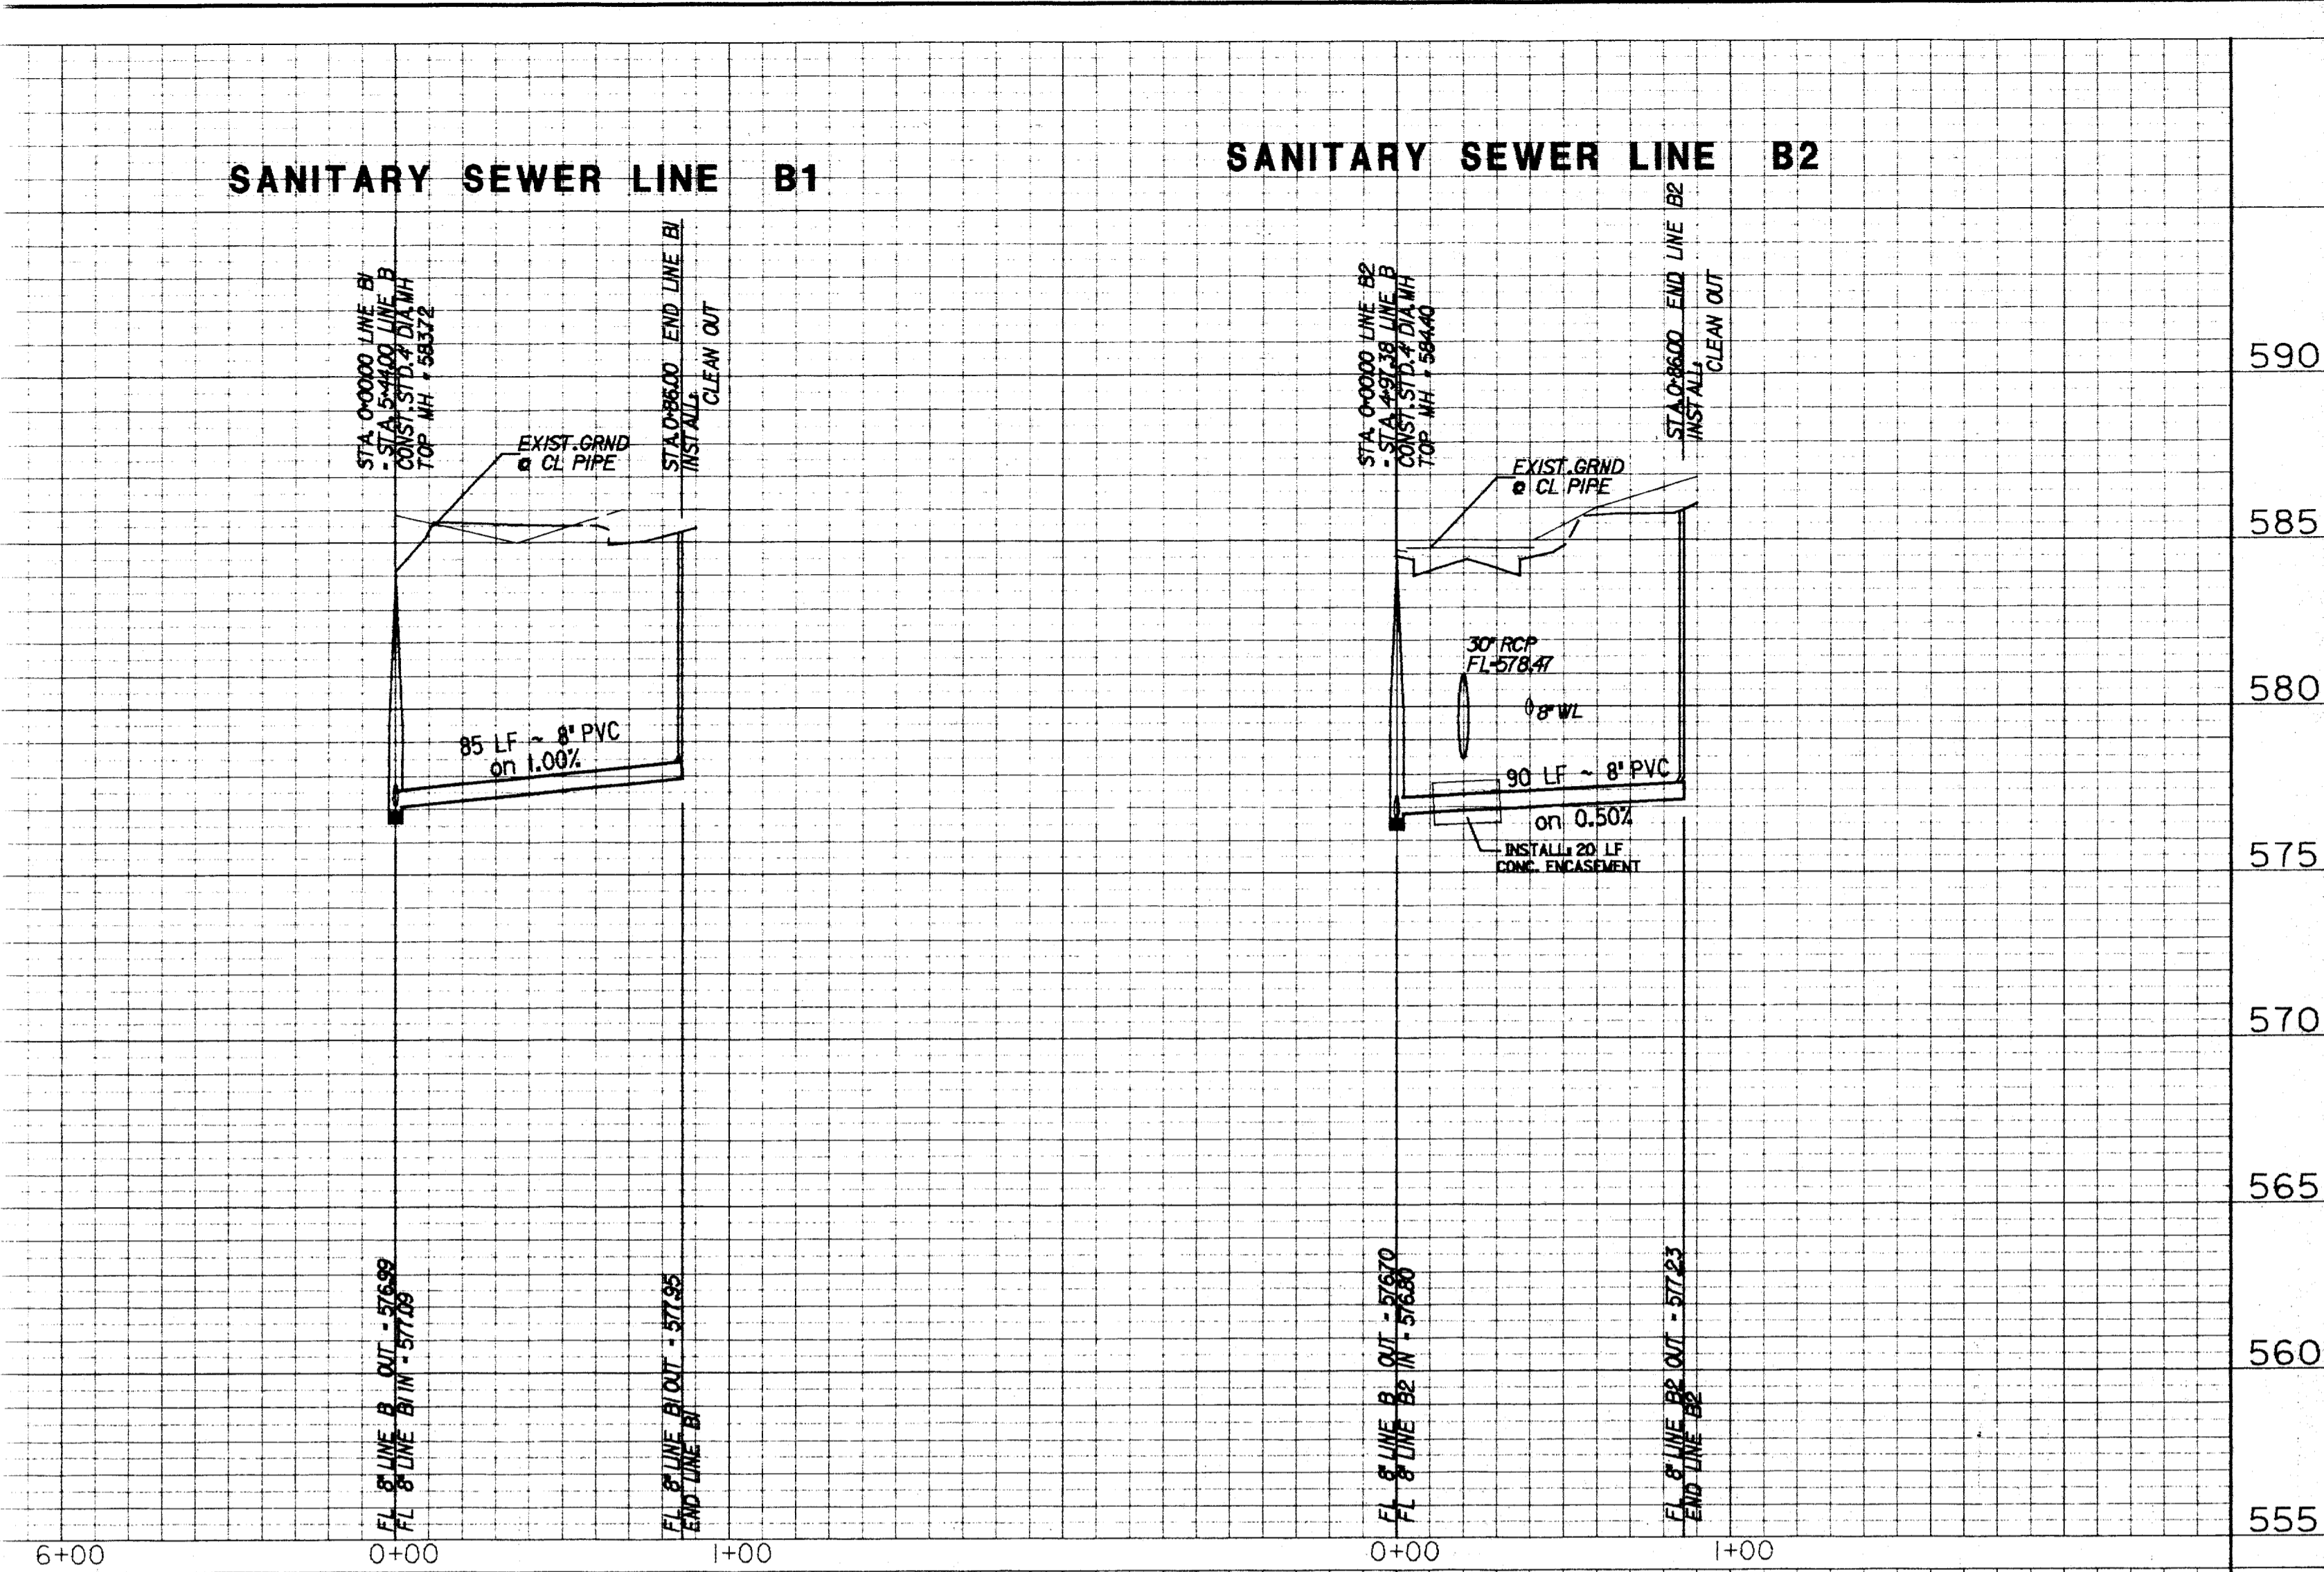 SANITARY SEWER LINE B1
STA. 0+00.00 LINE B1
= STA. 5+44.00 LINE B
CONST. STD. 4' DIA. MH
TOP MH = 583.72
STA. 0+86.00 END LINE B1
INSTALL:
CLEAN OUT
EXIST. GRND
@ CL PIPE
85 LF ~ 8" PVC
on 1.00%
FL 8" LINE B OUT = 576.99
FL 8" LINE B1 IN = 577.09
FL 8" LINE B1 OUT = 577.95
END LINE B1
SANITARY SEWER LINE B2
STA. 0+00.00 LINE B2
= STA. 4+97.38 LINE B
CONST. STD. 4' DIA. MH
TOP MH = 584.40
STA. 0+86.00 END LINE B2
INSTALL:
CLEAN OUT
EXIST. GRND
@ CL PIPE
30" RCP
FL=578.47
8" WL
90 LF ~ 8" PVC
on 0.50%
INSTALL: 20 LF
CONC. ENCASEMENT
FL 8" LINE B OUT = 576.70
FL 8" LINE B2 IN = 576.80
FL 8" LINE B2 OUT = 577.23
END LINE B2
590
585
580
575
570
565
560
555
6+00 0+00 1+00 0+00 1+00